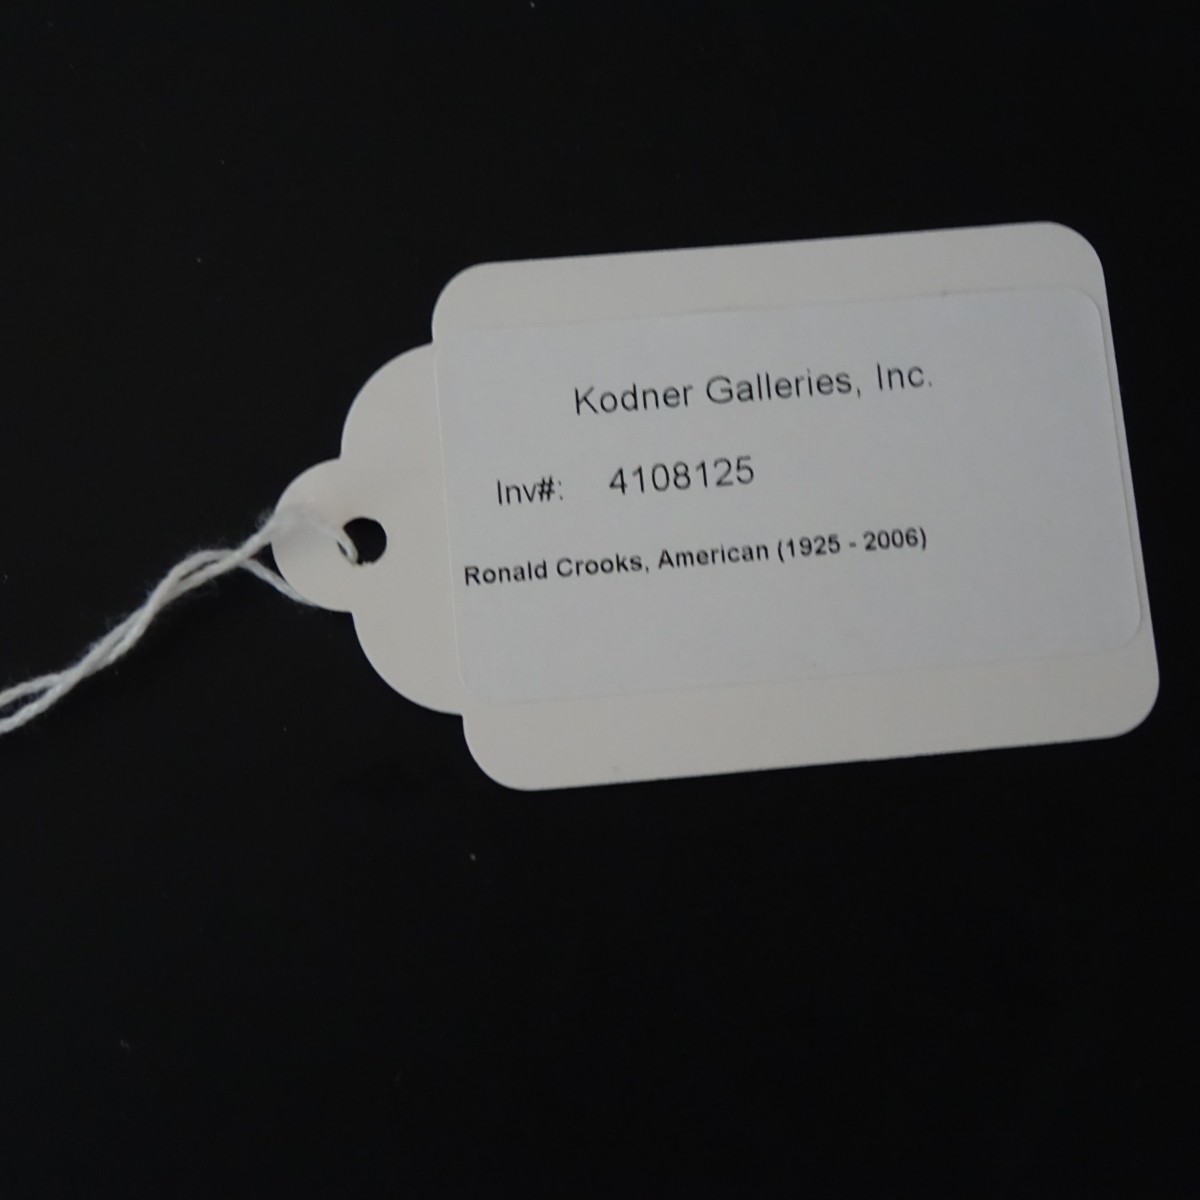 Kodner Galleries, Inc.
Inv#: 4108125
Ronald Crooks, American (1925 - 2006)